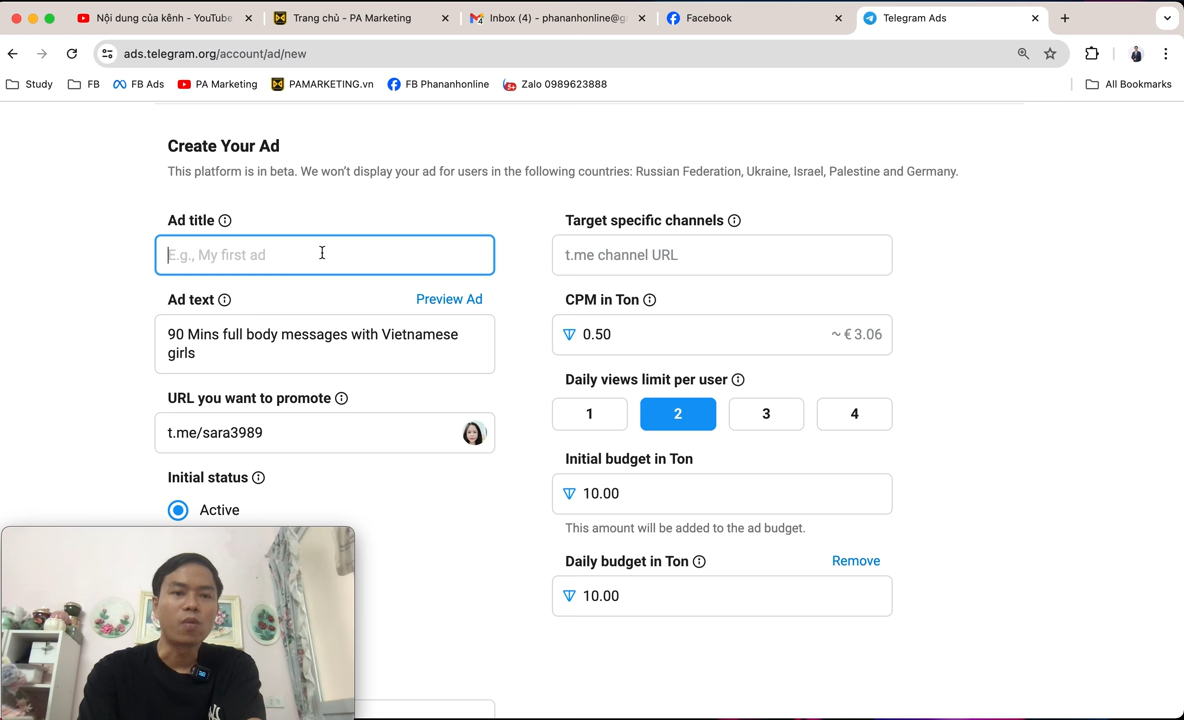 Nội dung của kênh - YouTube
Trang chủ - PA Marketing
Inbox (4) - phananhonline@g
Facebook
Telegram Ads
ads.telegram.org/account/ad/new
Study
FB
FB Ads
PA Marketing
PAMARKETING.vn
FB Phananhonline
Zalo 0989623888
All Bookmarks
Create Your Ad
This platform is in beta. We won't display your ad for users in the following countries: Russian Federation, Ukraine, Israel, Palestine and Germany.
Ad title
E.g., My first ad
Ad text
Preview Ad
90 Mins full body messages with Vietnamese
girls
URL you want to promote
t.me/sara3989
Initial status
Active
Target specific channels
t.me channel URL
CPM in Ton
0.50
~ € 3.06
Daily views limit per user
1
2
3
4
Initial budget in Ton
10.00
This amount will be added to the ad budget.
Daily budget in Ton
Remove
10.00